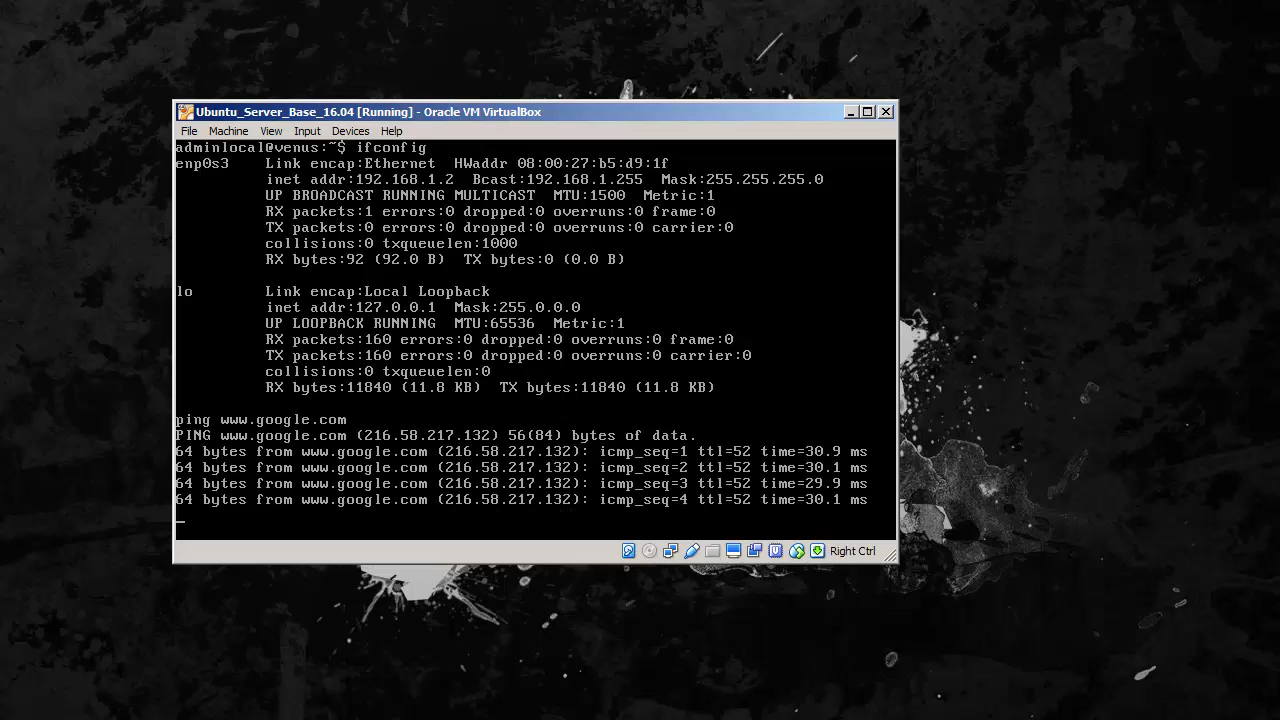 Ubuntu_Server_Base_16.04 [Running] - Oracle VM VirtualBox
File Machine View Input Devices Help
adminlocal@venus:~$ ifconfig
enp0s3 Link encap:Ethernet HWaddr 08:00:27:b5:d9:1f
inet addr:192.168.1.2 Bcast:192.168.1.255 Mask:255.255.255.0
UP BROADCAST RUNNING MULTICAST MTU:1500 Metric:1
RX packets:1 errors:0 dropped:0 overruns:0 frame:0
TX packets:0 errors:0 dropped:0 overruns:0 carrier:0
collisions:0 txqueuelen:1000
RX bytes:92 (92.0 B) TX bytes:0 (0.0 B)
lo Link encap:Local Loopback
inet addr:127.0.0.1 Mask:255.0.0.0
UP LOOPBACK RUNNING MTU:65536 Metric:1
RX packets:160 errors:0 dropped:0 overruns:0 frame:0
TX packets:160 errors:0 dropped:0 overruns:0 carrier:0
collisions:0 txqueuelen:0
RX bytes:11840 (11.8 KB) TX bytes:11840 (11.8 KB)
ping www.google.com
PING www.google.com (216.58.217.132) 56(84) bytes of data.
64 bytes from www.google.com (216.58.217.132): icmp_seq=1 ttl=52 time=30.9 ms
64 bytes from www.google.com (216.58.217.132): icmp_seq=2 ttl=52 time=30.1 ms
64 bytes from www.google.com (216.58.217.132): icmp_seq=3 ttl=52 time=29.9 ms
64 bytes from www.google.com (216.58.217.132): icmp_seq=4 ttl=52 time=30.1 ms
Right Ctrl